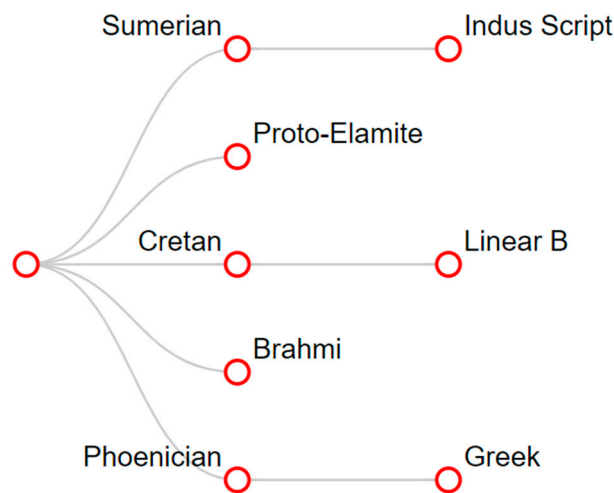 Sumerian
Indus Script
Proto-Elamite
Cretan
Linear B
Brahmi
Phoenician
Greek